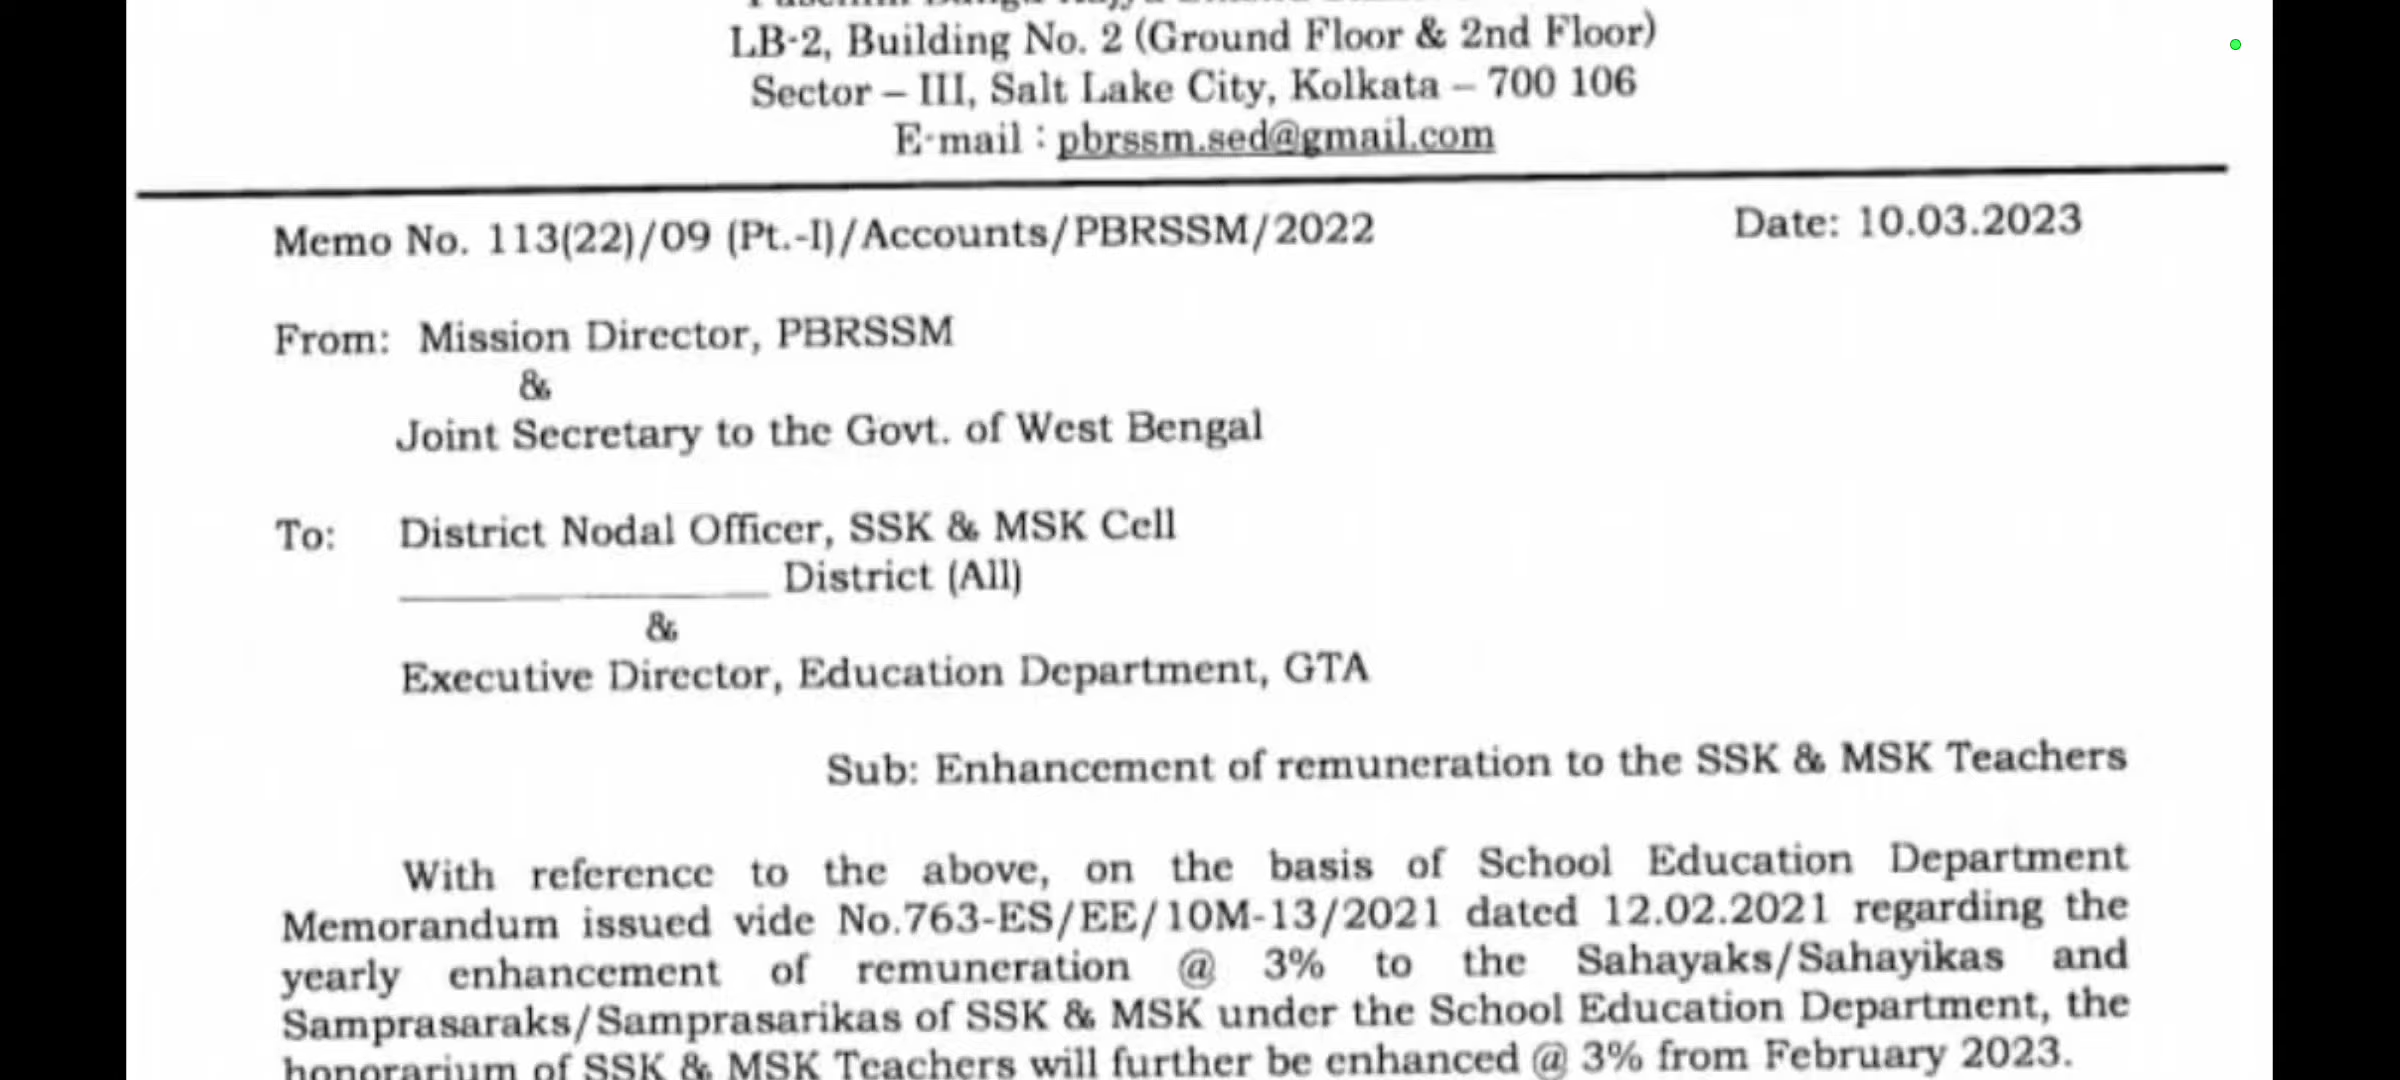 LB-2, Building No. 2 (Ground Floor & 2nd Floor)
Sector – III, Salt Lake City, Kolkata – 700 106
E-mail : pbrssm.sed@gmail.com
Memo No. 113(22)/09 (Pt.-I)/Accounts/PBRSSM/2022 Date: 10.03.2023
From: Mission Director, PBRSSM
&
Joint Secretary to the Govt. of West Bengal
To: District Nodal Officer, SSK & MSK Cell
____________ District (All)
&
Executive Director, Education Department, GTA
Sub: Enhancement of remuneration to the SSK & MSK Teachers
With reference to the above, on the basis of School Education Department
Memorandum issued vide No.763-ES/EE/10M-13/2021 dated 12.02.2021 regarding the
yearly enhancement of remuneration @ 3% to the Sahayaks/Sahayikas and
Samprasaraks/Samprasarikas of SSK & MSK under the School Education Department, the
honorarium of SSK & MSK Teachers will further be enhanced @ 3% from February 2023.